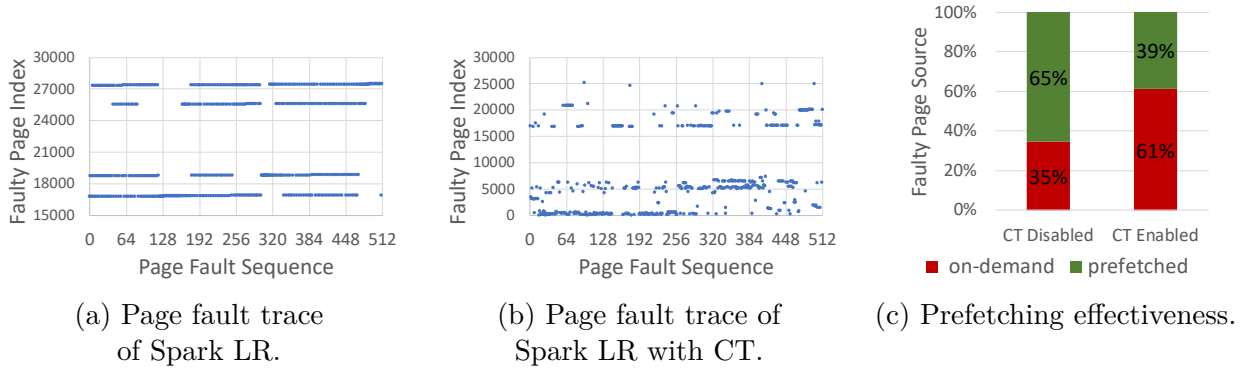 Faulty Page Index
30000
27000
24000
21000
18000
15000
0 64 128 192 256 320 384 448 512
Page Fault Sequence
(a) Page fault trace
of Spark LR.
Faulty Page Index
30000
25000
20000
15000
10000
5000
0
0 64 128 192 256 320 384 448 512
Page Fault Sequence
(b) Page fault trace of
Spark LR with CT.
Faulty Page Source
100%
80%
60%
40%
20%
0%
65%
35%
39%
61%
CT Disabled CT Enabled
on-demand prefetched
(c) Prefetching effectiveness.